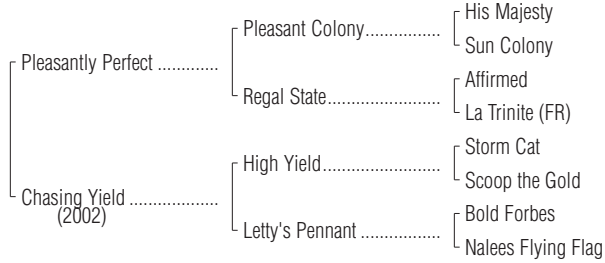 His Majesty
Pleasant Colony..................
Sun Colony
Pleasantly Perfect .............
Affirmed
Regal State........................
La Trinite (FR)
Storm Cat
High Yield.........................
Scoop the Gold
Chasing Yield ...................
(2002)
Bold Forbes
Letty's Pennant .................
Nalees Flying Flag